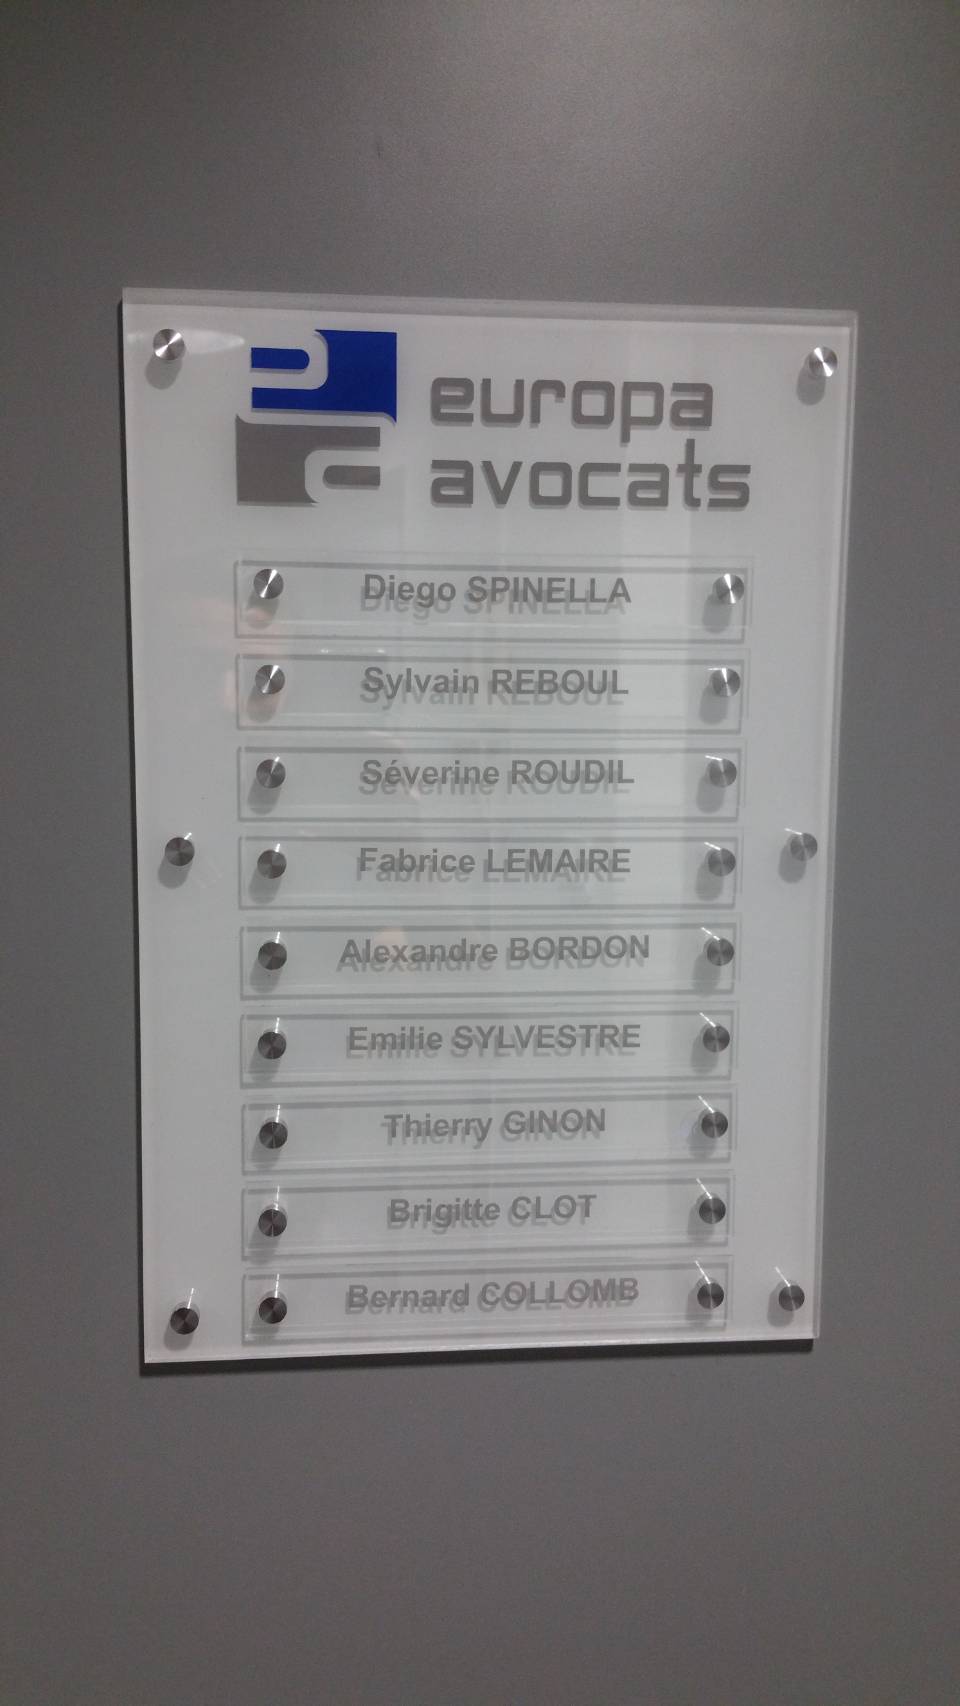 europa
avocats
Diego SPINELLA
Sylvain REBOUL
Séverine ROUDIL
Fabrice LEMAIRE
Alexandre BORDON
Emilie SYLVESTRE
Thierry GINON
Brigitte CLOT
Bernard COLLOMB